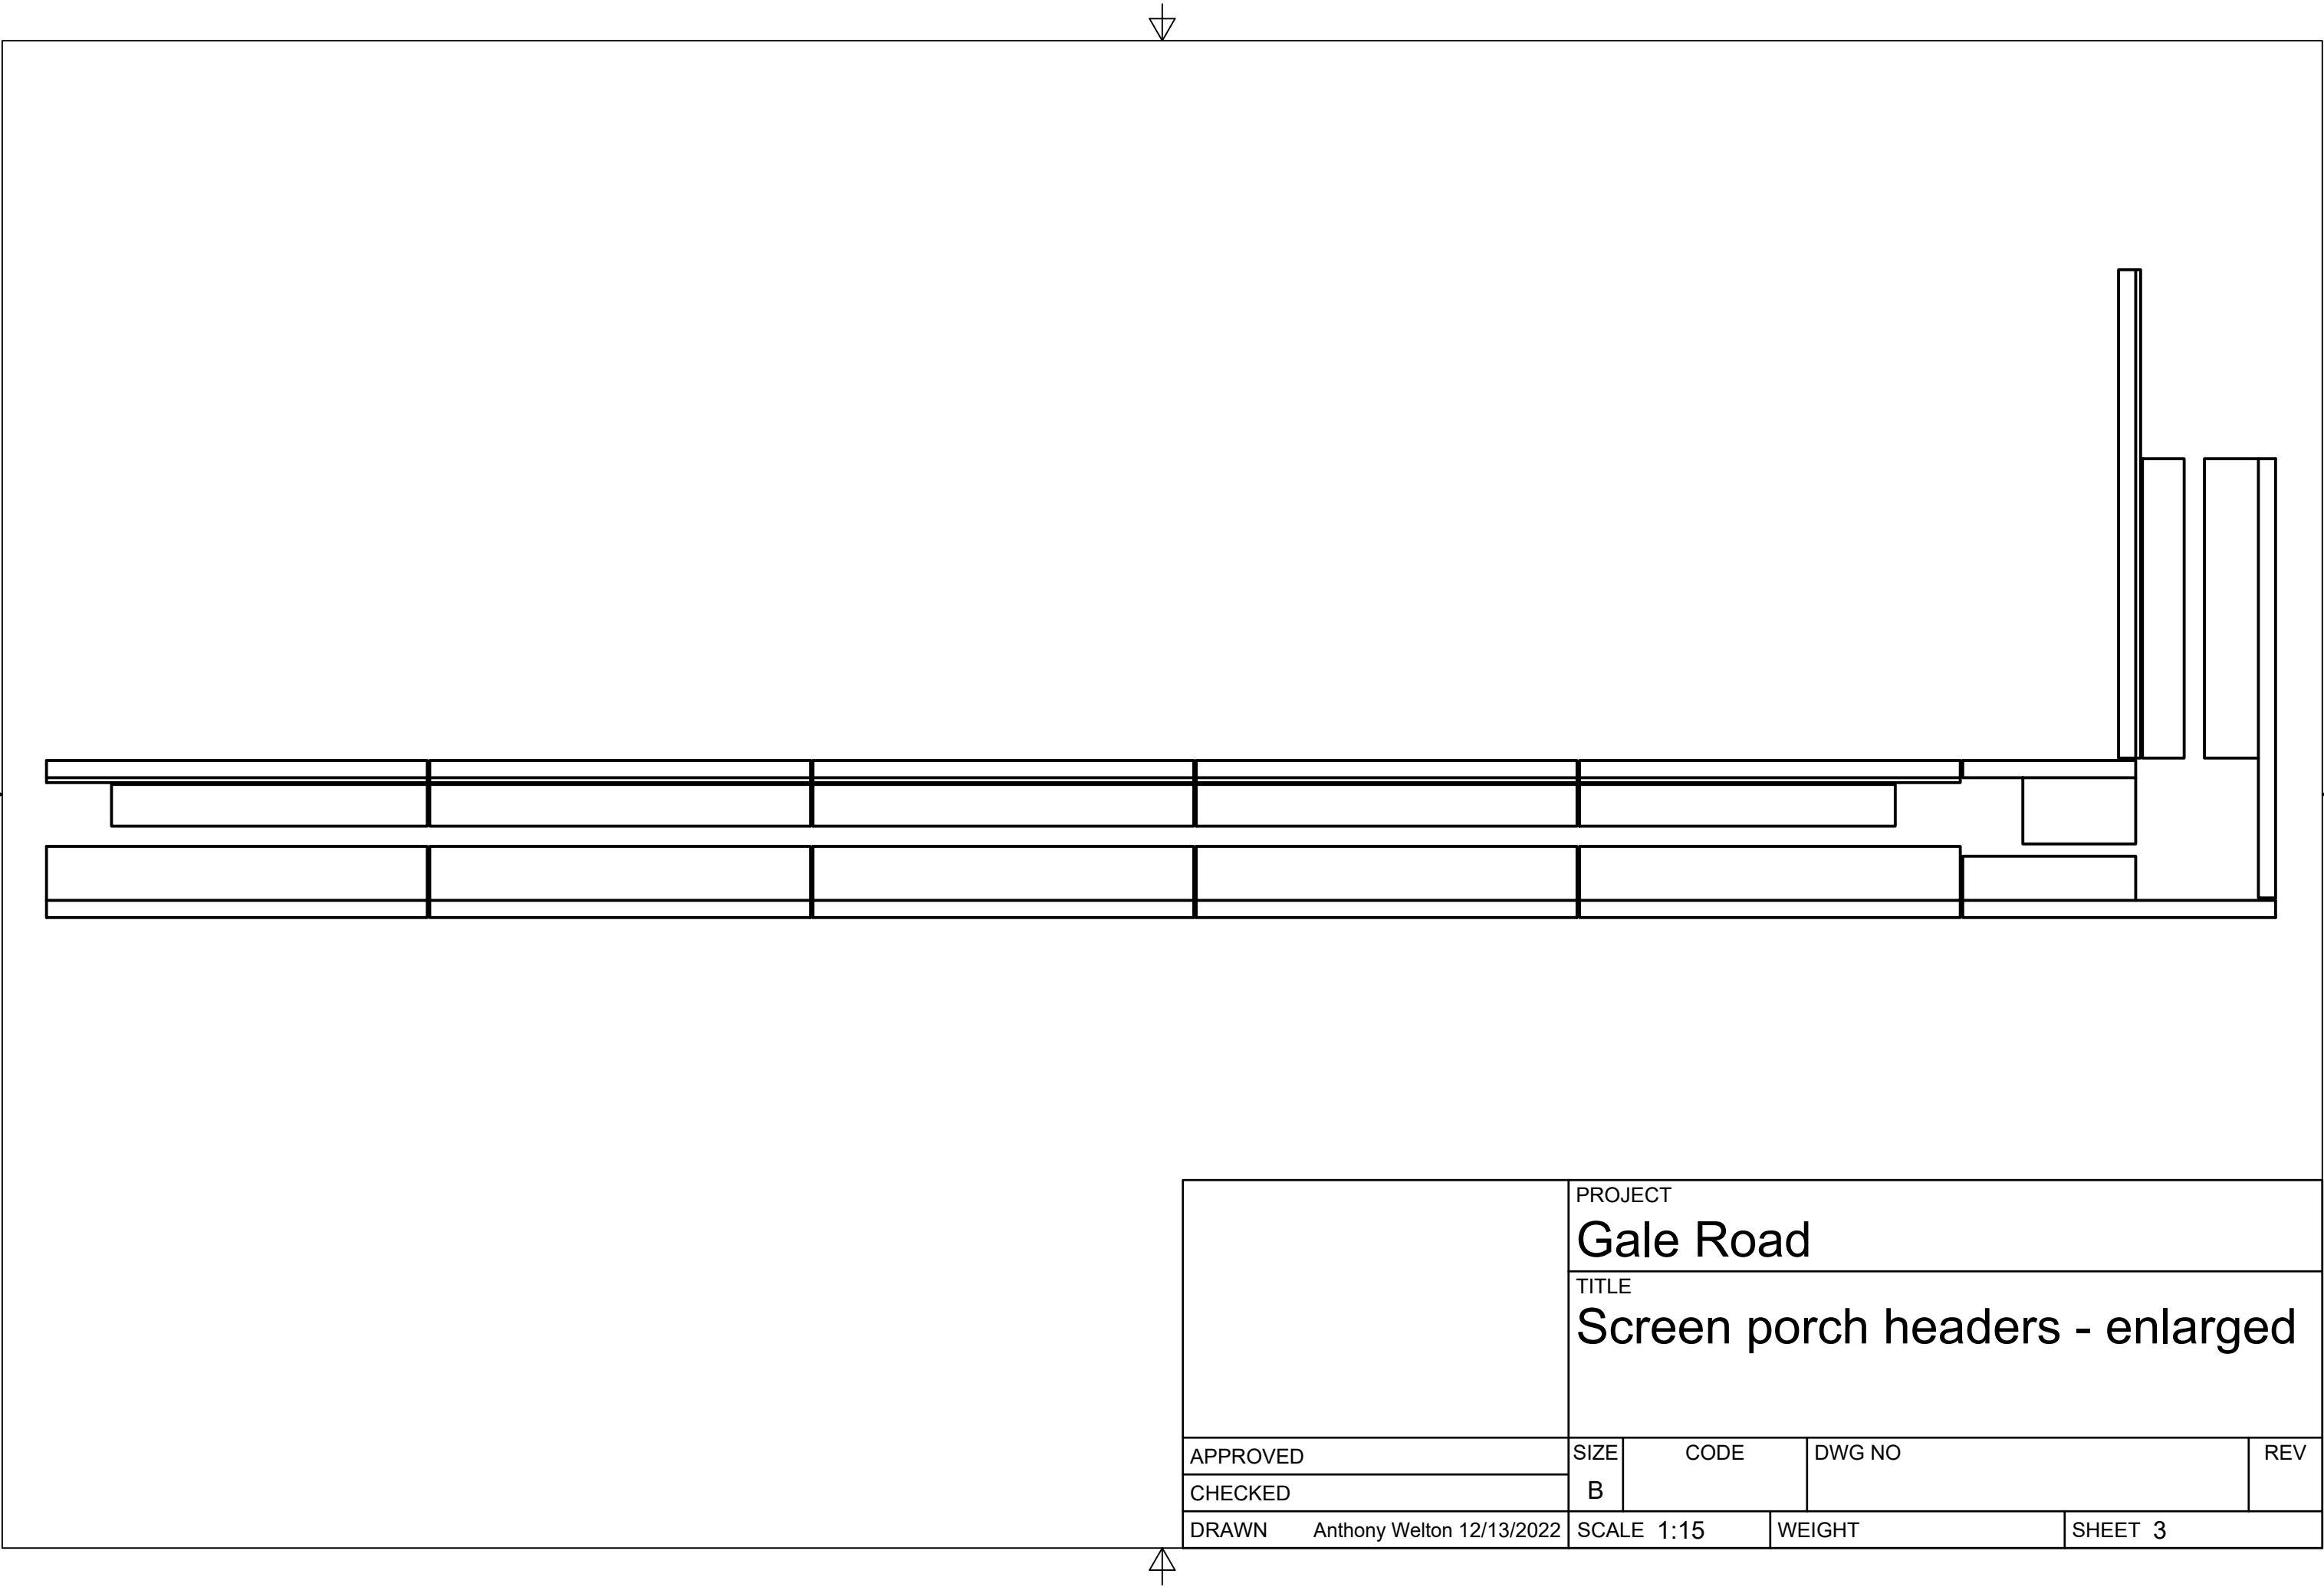 PROJECT
Gale Road
TITLE
Screen porch headers - enlarged
APPROVED
CHECKED
DRAWN Anthony Welton 12/13/2022
SIZE
B
CODE
DWG NO
REV
SCALE 1:15
WEIGHT
SHEET 3